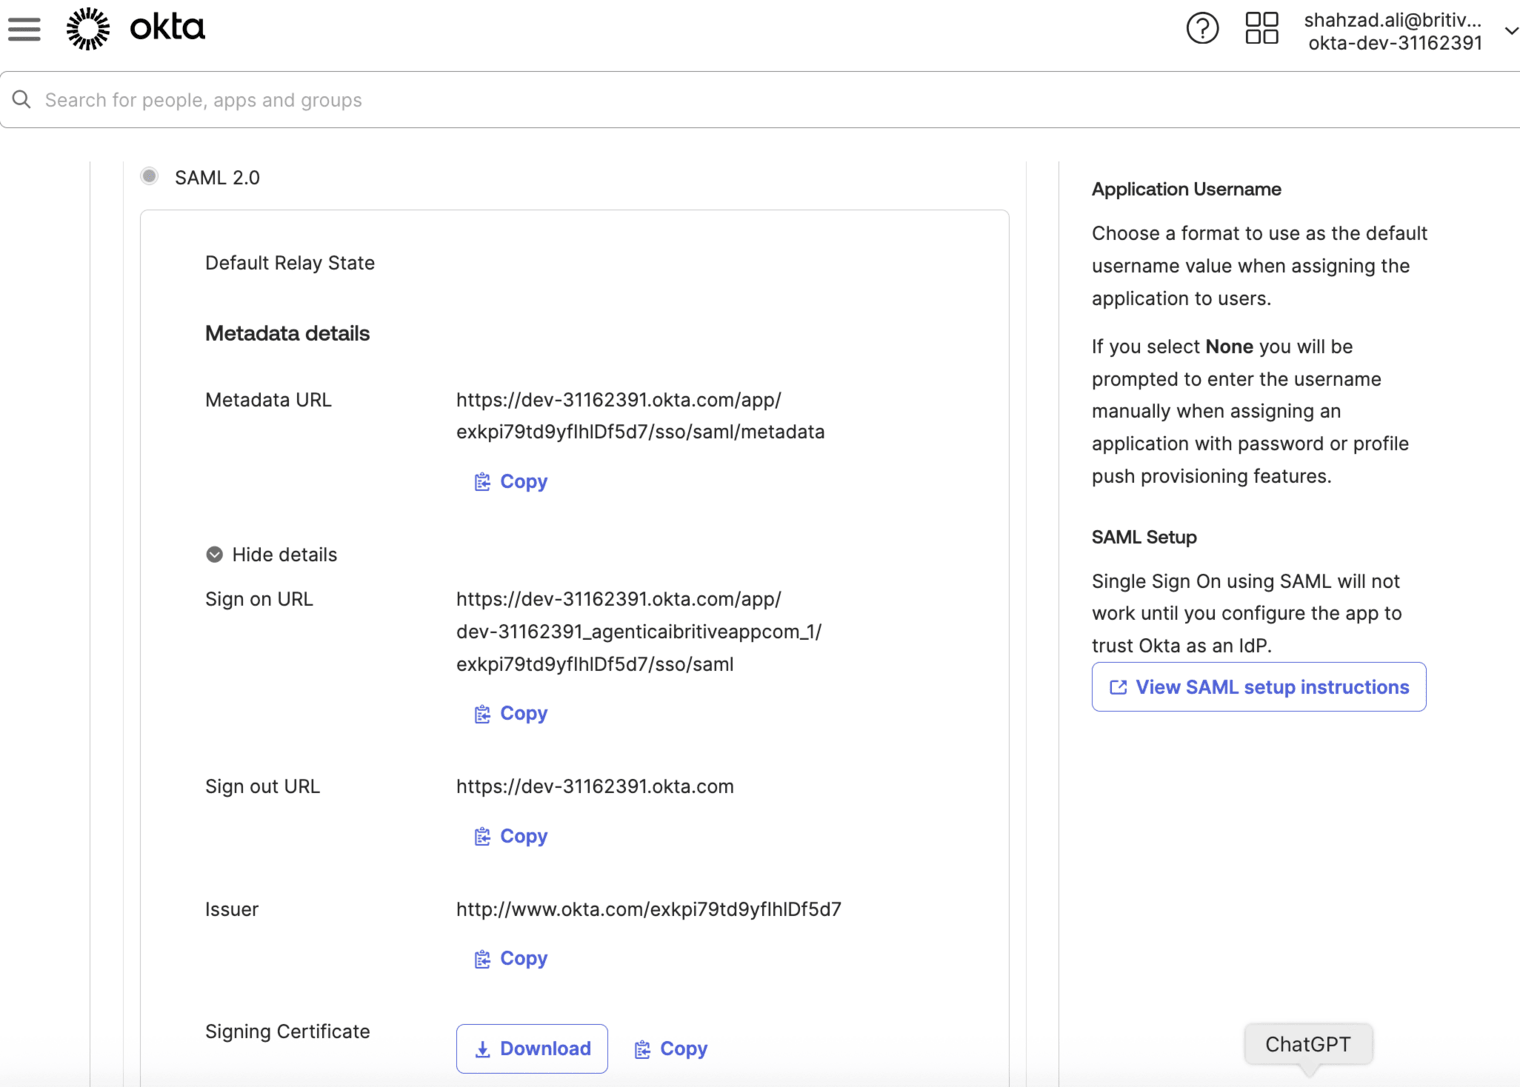 okta
shahzad.ali@britiv...
okta-dev-31162391
Search for people, apps and groups
SAML 2.0
Default Relay State
Metadata details
Metadata URL
https://dev-31162391.okta.com/app/
exkpi79td9yflhlDf5d7/sso/saml/metadata
Copy
Hide details
Sign on URL
https://dev-31162391.okta.com/app/
dev-31162391_agenticaibritiveappcom_1/
exkpi79td9yflhlDf5d7/sso/saml
Copy
Sign out URL
https://dev-31162391.okta.com
Copy
Issuer
http://www.okta.com/exkpi79td9yflhlDf5d7
Copy
Signing Certificate
Download
Copy
Application Username
Choose a format to use as the default
username value when assigning the
application to users.
If you select None you will be
prompted to enter the username
manually when assigning an
application with password or profile
push provisioning features.
SAML Setup
Single Sign On using SAML will not
work until you configure the app to
trust Okta as an IdP.
View SAML setup instructions
ChatGPT